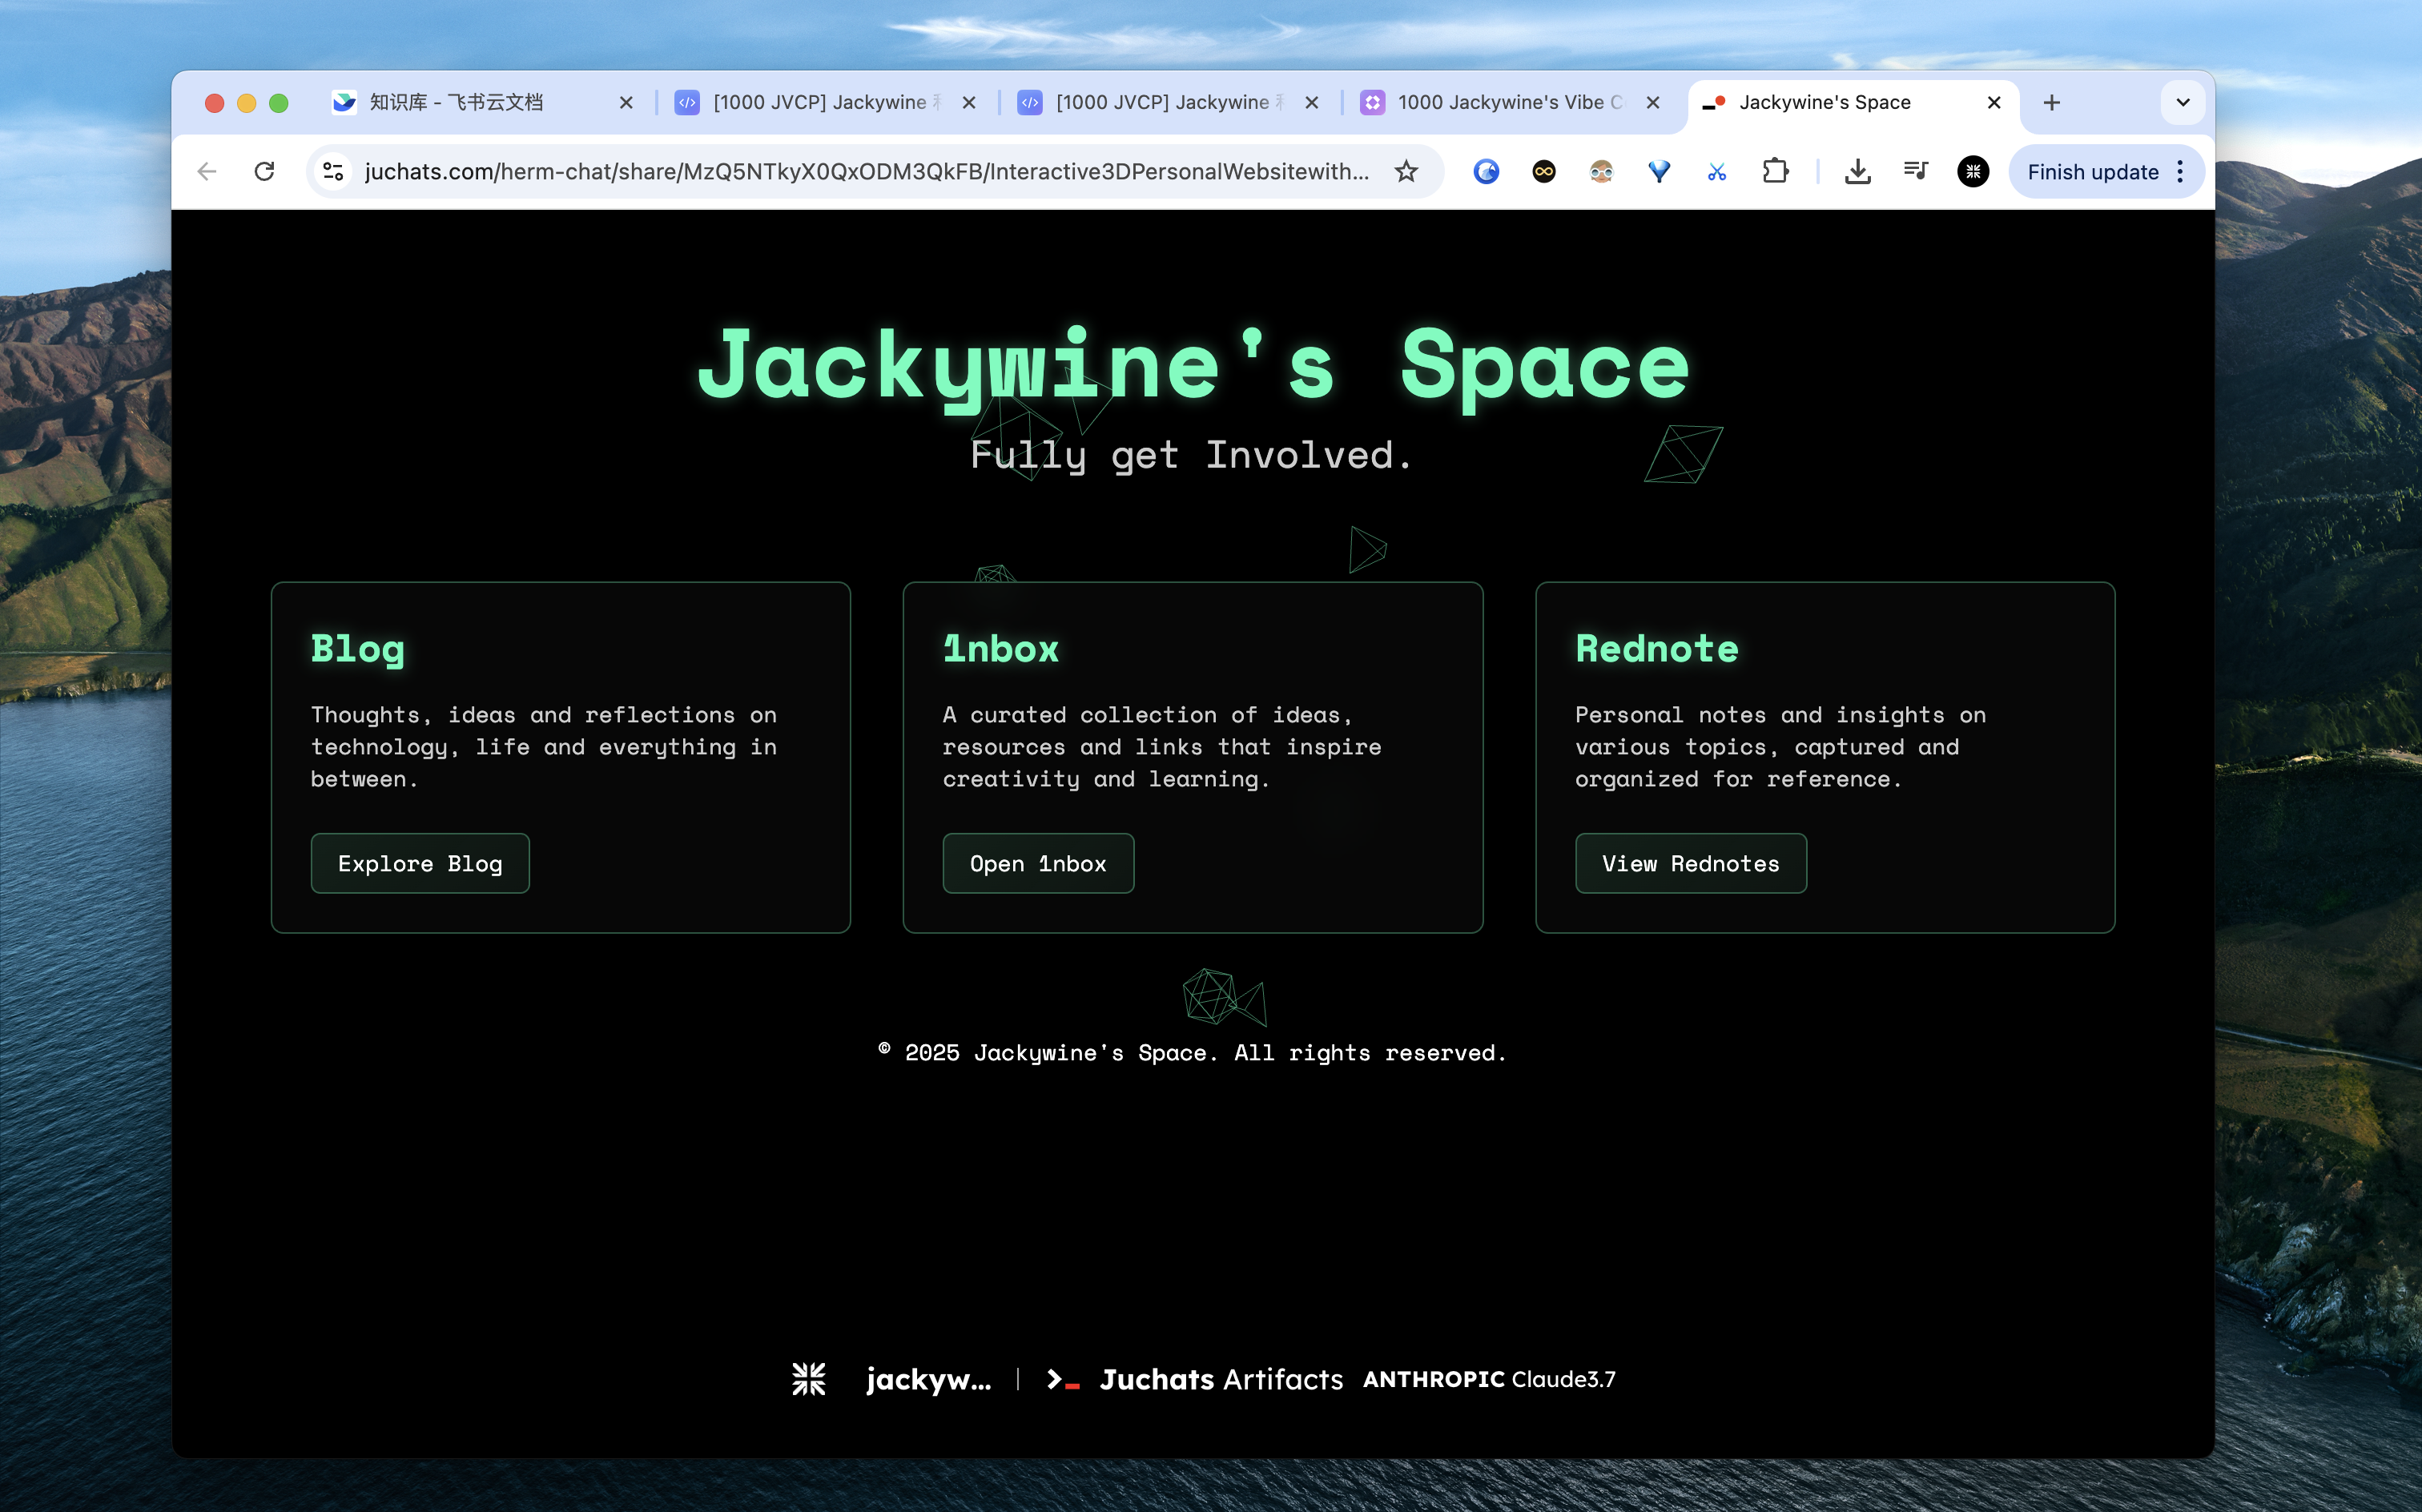 知识库 - 飞书云文档
[1000 JVCP] Jackywine
[1000 JVCP] Jackywine
1000 Jackywine's Vibe C
Jackywine's Space
juchats.com/herm-chat/share/MzQ5NTkyX0QxODM3QkFB/Interactive3DPersonalWebsitewith...
Finish update
Jackywine's Space
Fully get Involved.
Blog
Thoughts, ideas and reflections on
technology, life and everything in
between.
Explore Blog
1nbox
A curated collection of ideas,
resources and links that inspire
creativity and learning.
Open 1nbox
Rednote
Personal notes and insights on
various topics, captured and
organized for reference.
View Rednotes
© 2025 Jackywine's Space. All rights reserved.
jackyw... | Juchats Artifacts ANTHROPIC Claude3.7